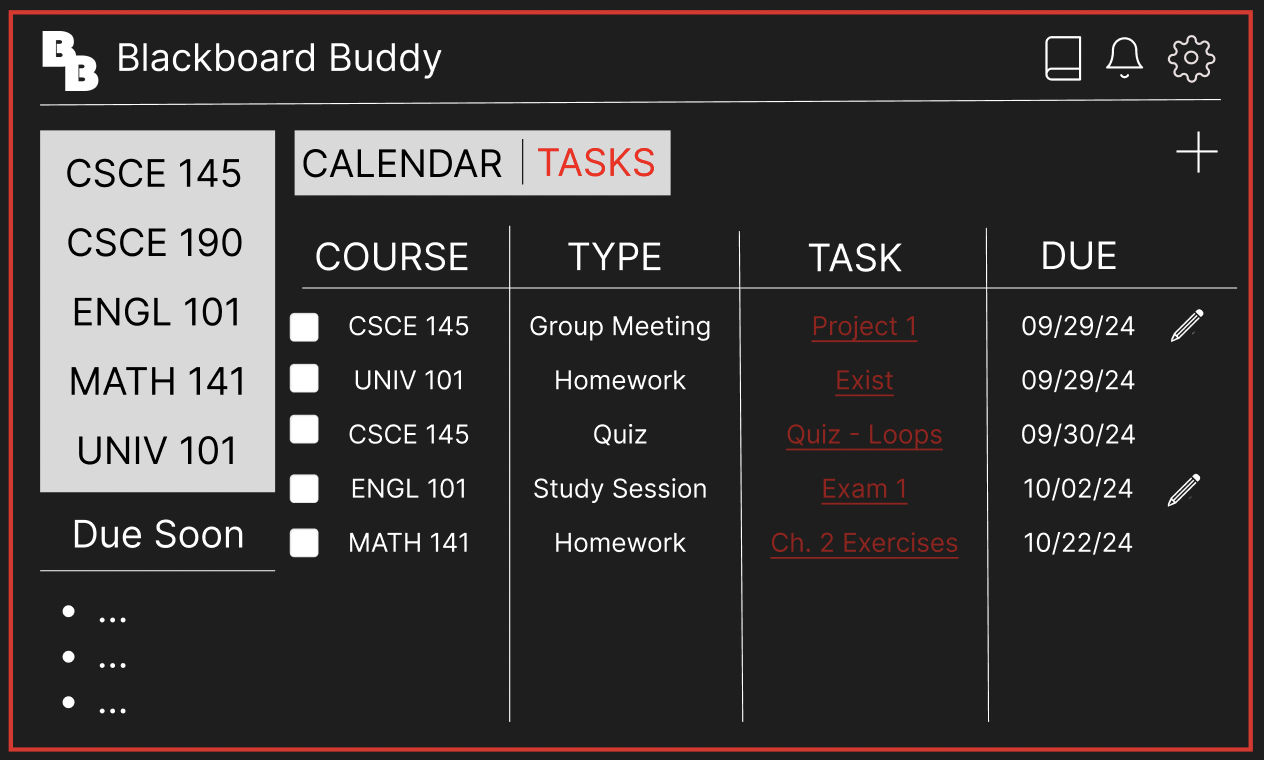 BB Blackboard Buddy
CSCE 145
CSCE 190
ENGL 101
MATH 141
UNIV 101
Due Soon
• ...
• ...
• ...
CALENDAR | TASKS
COURSE TYPE TASK DUE
CSCE 145 Group Meeting Project 1 09/29/24
UNIV 101 Homework Exist 09/29/24
CSCE 145 Quiz Quiz - Loops 09/30/24
ENGL 101 Study Session Exam 1 10/02/24
MATH 141 Homework Ch. 2 Exercises 10/22/24